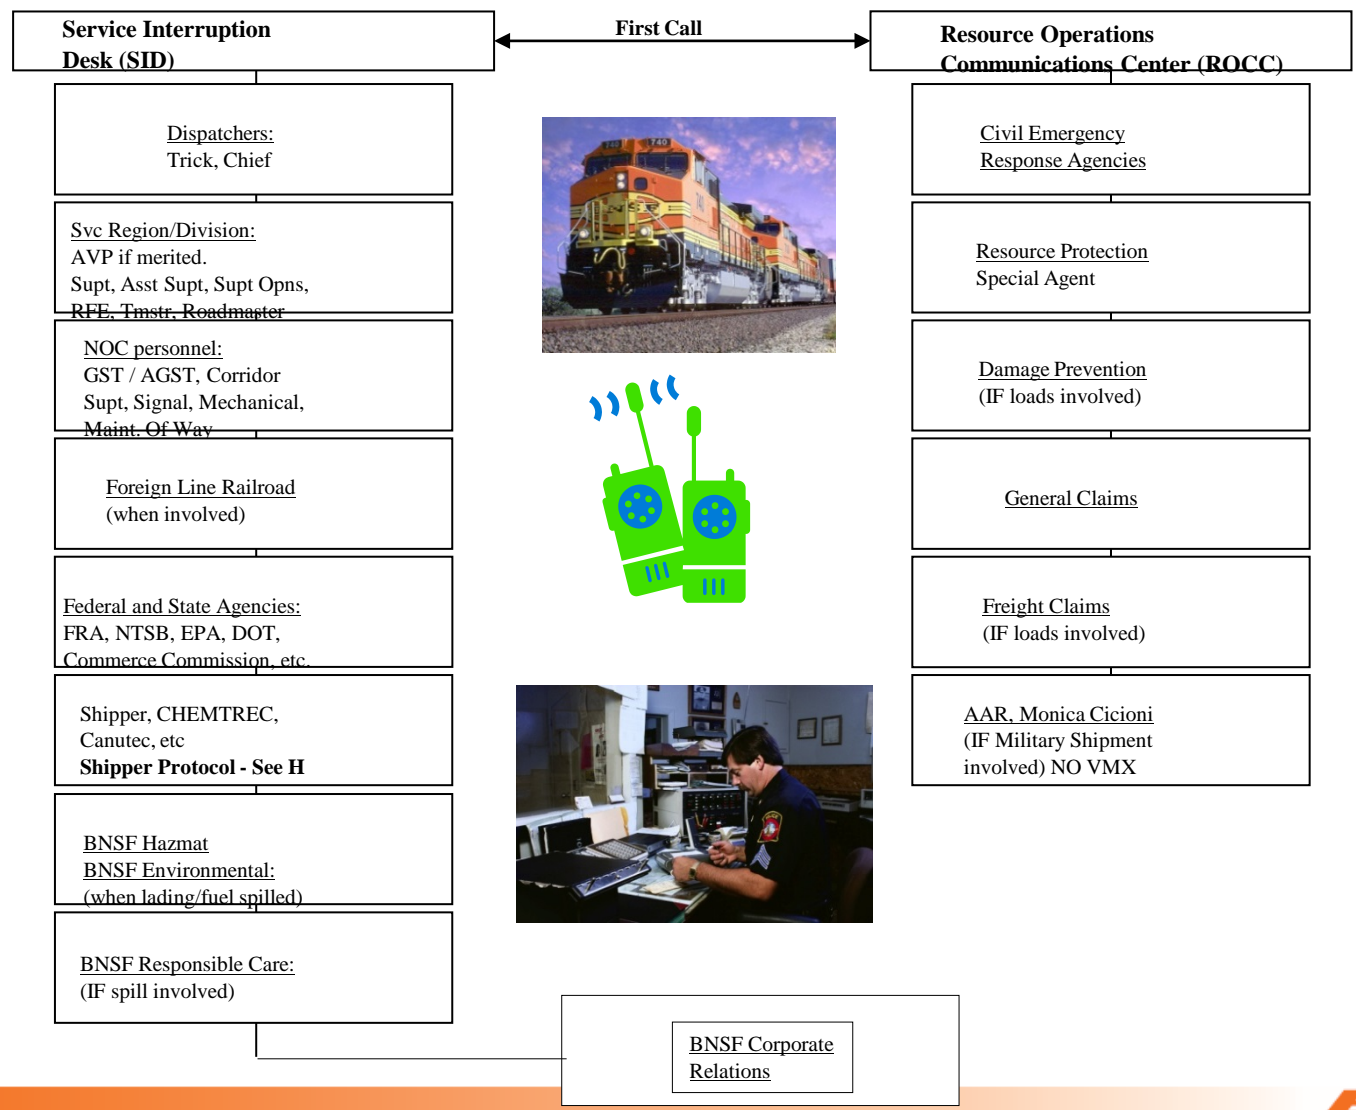 Service Interruption
Desk (SID)
First Call
Resource Operations
Communications Center (ROCC)
Dispatchers:
Trick, Chief
Svc Region/Division:
AVP if merited.
Supt, Asst Supt, Supt Opns,
RFE, Tmstr, Roadmaster
NOC personnel:
GST / AGST, Corridor
Supt, Signal, Mechanical,
Maint. Of Way
Foreign Line Railroad
(when involved)
Federal and State Agencies:
FRA, NTSB, EPA, DOT,
Commerce Commission, etc.
Shipper, CHEMTREC,
Canutec, etc
Shipper Protocol - See H
BNSF Hazmat
BNSF Environmental:
(when lading/fuel spilled)
BNSF Responsible Care:
(IF spill involved)
Civil Emergency
Response Agencies
Resource Protection
Special Agent
Damage Prevention
(IF loads involved)
General Claims
Freight Claims
(IF loads involved)
AAR, Monica Cicioni
(IF Military Shipment
involved) NO VMX
740
740
740
BNSF Corporate
Relations